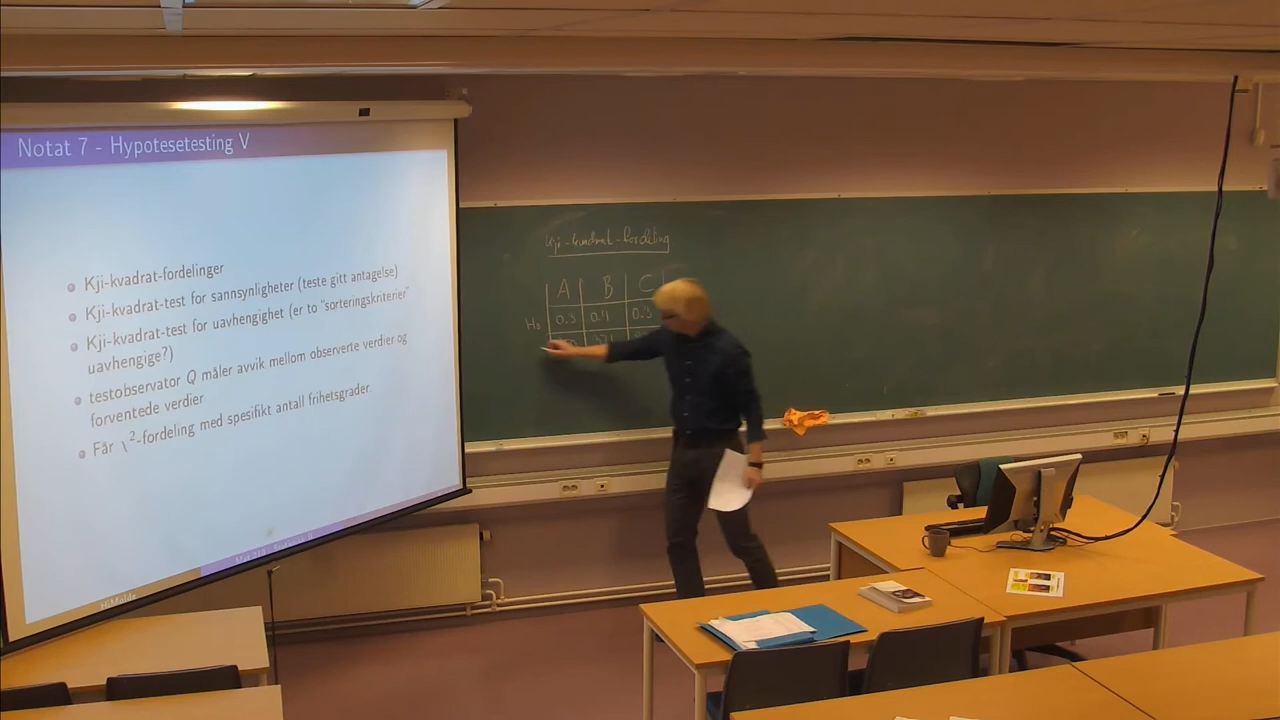 Notat 7 - Hypotesetesting V
Kji-kvadrat-fordelinger
Kji-kvadrat-test for sannsynligheter (teste gitt antagelse)
Kji-kvadrat-test for uavhengighet (er to "sorteringskriterier"
uavhengige?)
testobservator Q måler avvik mellom observerte verdier og
forventede verdier
Får χ²-fordeling med spesifikt antall frihetsgrader.
HiMolde
Kji-kvadrat-fordeling
A B C
H₀ 0.3 0.4 0.3